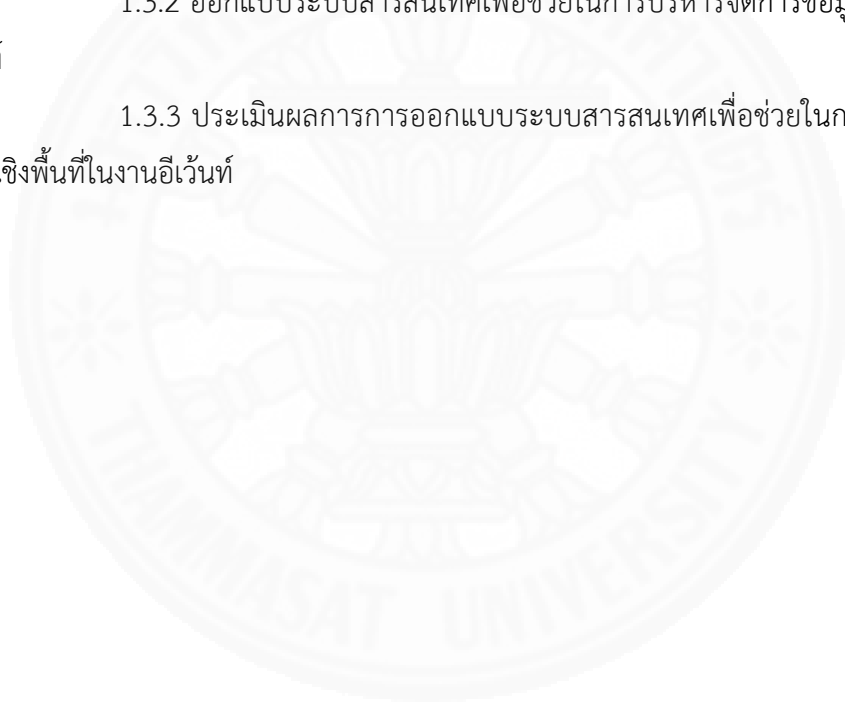 1.3.2 ออกแบบระบบสารสนเทศเพื่อช่วยในการบริหารจัดการข้อมู
1.3.3 ประเมินผลการการออกแบบระบบสารสนเทศเพื่อช่วยในก
เชิงพื้นที่ในงานอีเว้นท์
THAMMASAT UNIVERSITY